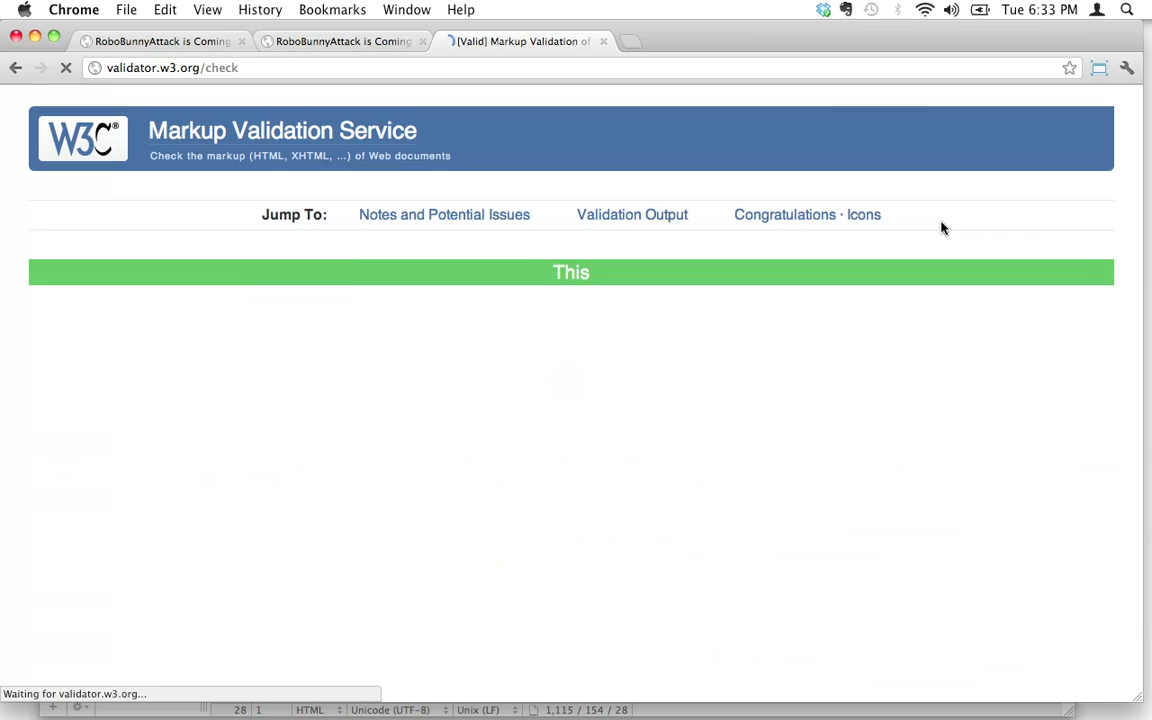 Chrome File Edit View History Bookmarks Window Help Tue 6:33 PM
RoboBunnyAttack is Coming RoboBunnyAttack is Coming [Valid] Markup Validation of
validator.w3.org/check
W3C® Markup Validation Service
Check the markup (HTML, XHTML, ...) of Web documents
Jump To: Notes and Potential Issues Validation Output Congratulations · Icons
This
Waiting for validator.w3.org...
28 1 HTML Unicode (UTF-8) Unix (LF) 1,115 / 154 / 28